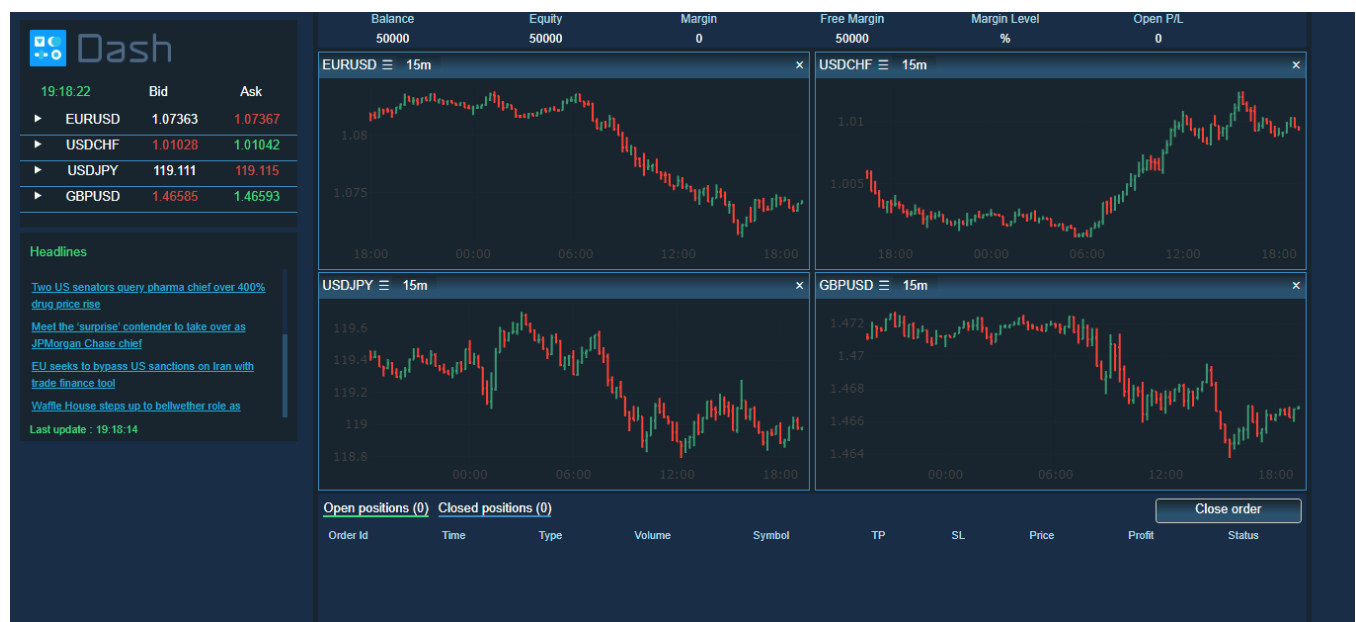 Dash
19:18:22 Bid Ask
EURUSD 1.07363 1.07367
USDCHF 1.01028 1.01042
USDJPY 119.111 119.115
GBPUSD 1.46585 1.46593
Headlines
Two US senators query pharma chief over 400%
drug price rise
Meet the 'surprise' contender to take over as
JPMorgan Chase chief
EU seeks to bypass US sanctions on Iran with
trade finance tool
Waffle House steps up to bellwether role as
Last update : 19:18:14
Balance Equity Margin Free Margin Margin Level Open P/L
50000 50000 0 50000 % 0
EURUSD ☰ 15m ×
1.08
1.075
18:00 00:00 06:00 12:00 18:00
USDCHF ☰ 15m ×
1.01
1.005
18:00 00:00 06:00 12:00 18:00
USDJPY ☰ 15m ×
119.6
119.4
119.2
119
118.8
00:00 06:00 12:00 18:00
GBPUSD ☰ 15m ×
1.472
1.47
1.468
1.466
1.464
00:00 06:00 12:00 18:00
Open positions (0) Closed positions (0) Close order
Order Id Time Type Volume Symbol TP SL Price Profit Status